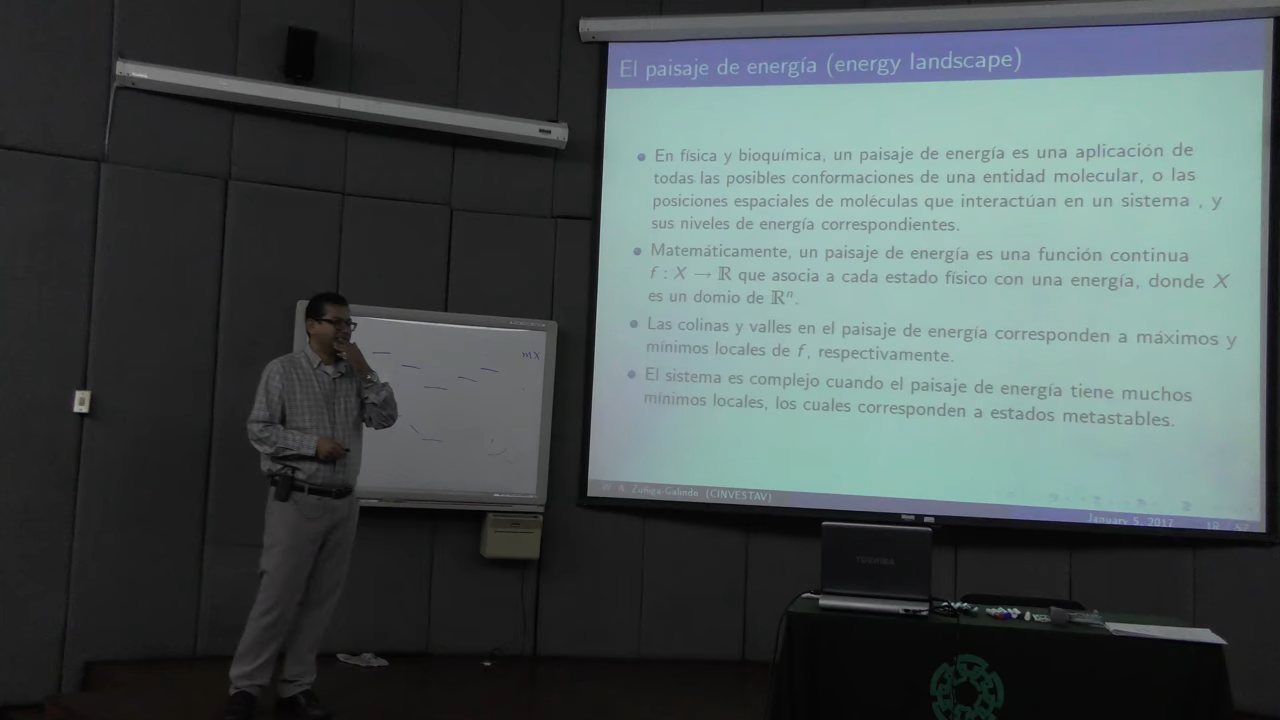 El paisaje de energía (energy landscape)
En física y bioquímica, un paisaje de energía es una aplicación de
todas las posibles conformaciones de una entidad molecular, o las
posiciones espaciales de moléculas que interactúan en un sistema , y
sus niveles de energía correspondientes.
Matemáticamente, un paisaje de energía es una función continua
f : X → ℝ que asocia a cada estado físico con una energía, donde X
es un domio de ℝⁿ.
Las colinas y valles en el paisaje de energía corresponden a máximos y
mínimos locales de f, respectivamente.
El sistema es complejo cuando el paisaje de energía tiene muchos
mínimos locales, los cuales corresponden a estados metastables.
W. A. Zúñiga-Galindo (CINVESTAV)
January 5, 2017
mx
TOSHIBA